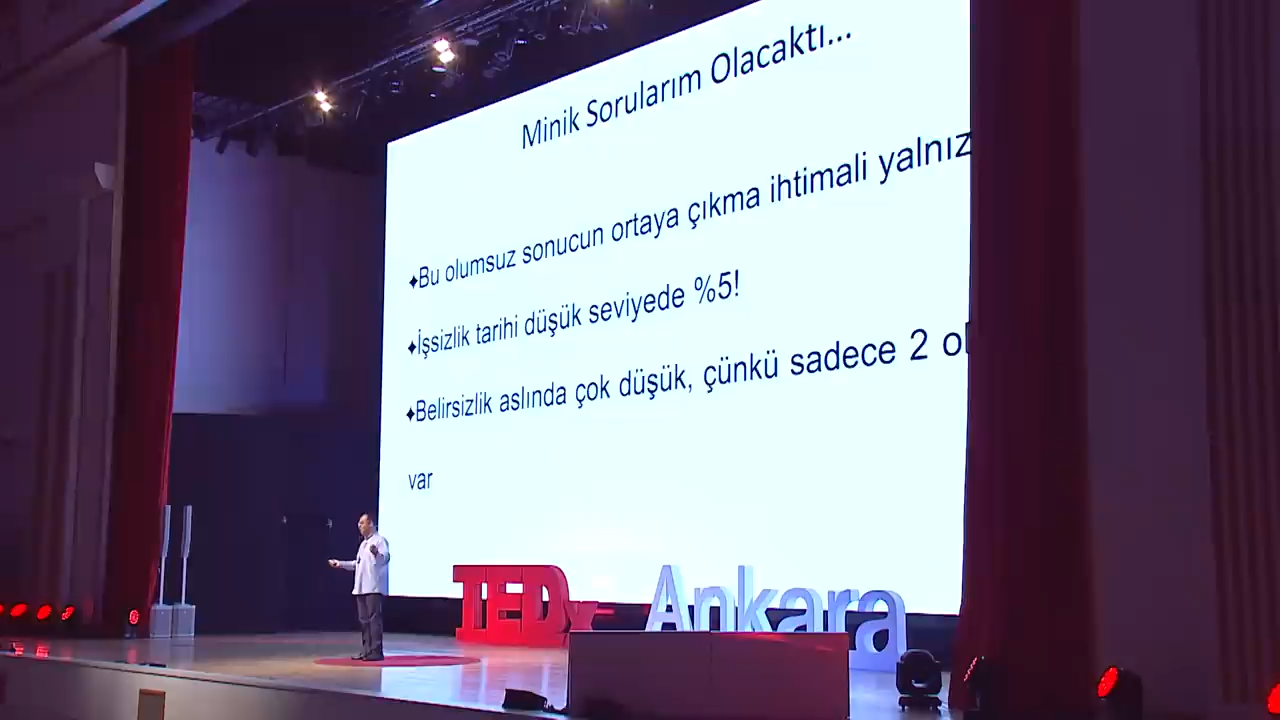 Minik Sorularım Olacaktı...
✦Bu olumsuz sonucun ortaya çıkma ihtimali yalnız
✦İşsizlik tarihi düşük seviyede %5!
✦Belirsizlik aslında çok düşük, çünkü sadece 2
var
TEDx Ankara